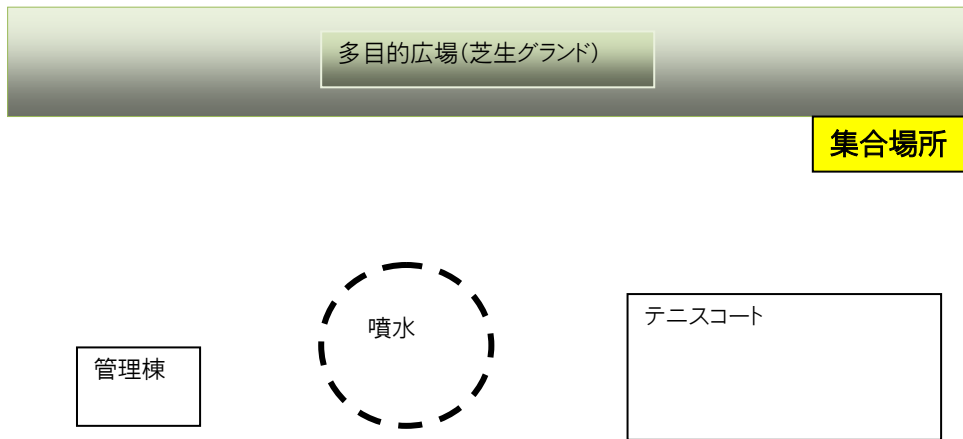 多目的広場(芝生グランド)
集合場所
噴水
テニスコート
管理棟